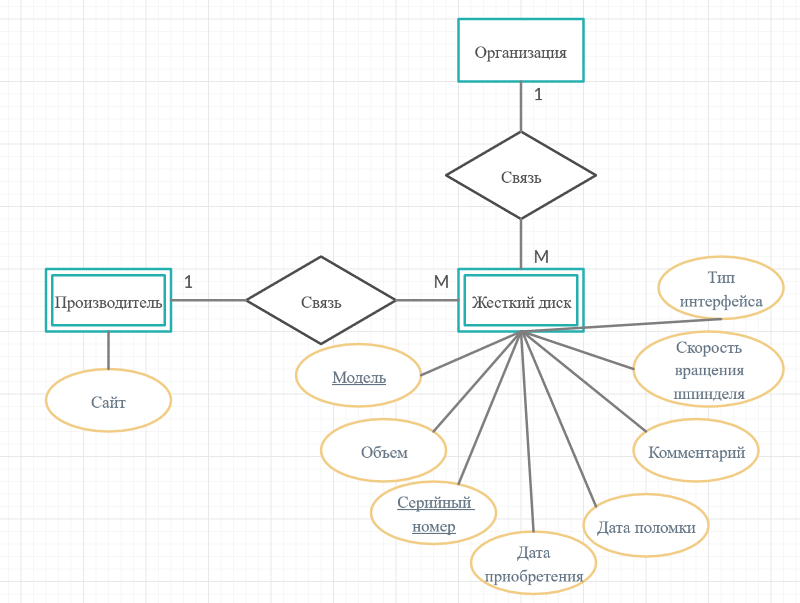 Организация
1
Связь
М
Производитель
1
Связь
М
Жесткий диск
Тип
интерфейса
Сайт
Модель
Скорость
вращения
шпинделя
Объем
Комментарий
Серийный
номер
Дата поломки
Дата
приобретения